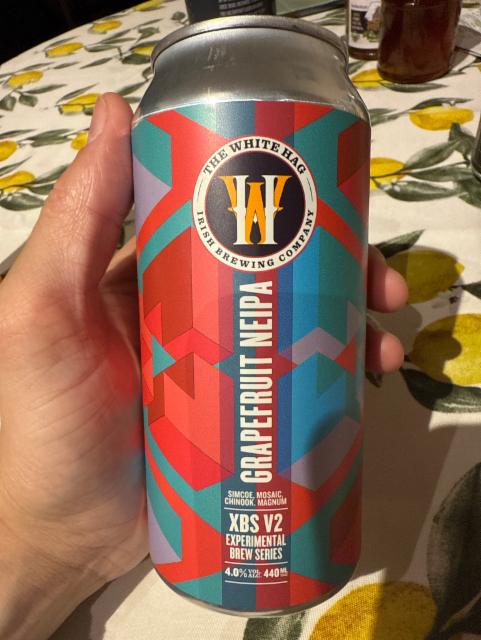 THE WHITE HAG
W H
IRISH BREWING COMPANY
GRAPEFRUIT NEIPA
SIMCOE, MOSAIC,
CHINOOK, MAGNUM
XBS V2
EXPERIMENTAL
BREW SERIES
4.0% VOL ALC. 440 ML